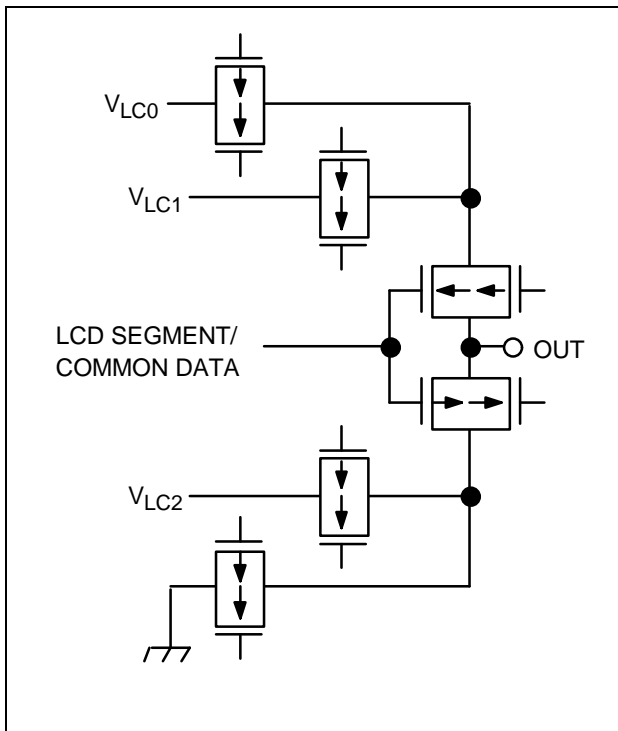 VLC0
VLC1
LCD SEGMENT/
COMMON DATA
OUT
VLC2